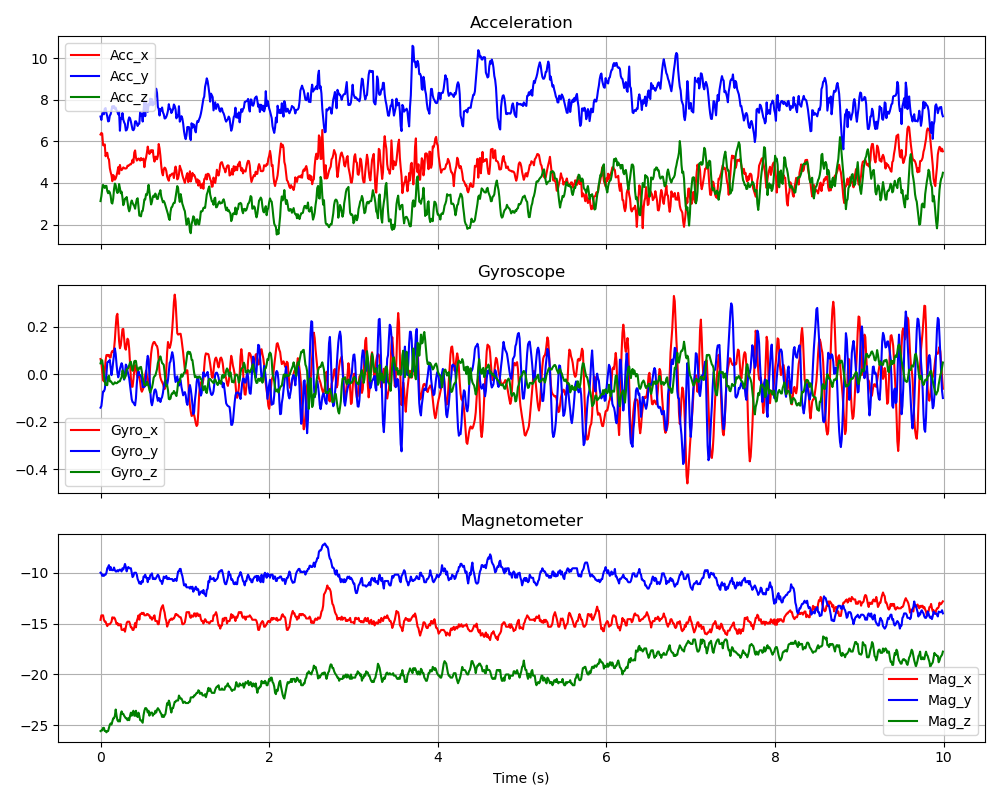 Acceleration
Acc_x
Acc_y
Acc_z
10
8
6
4
2
Gyroscope
0.2
0.0
−0.2
−0.4
Gyro_x
Gyro_y
Gyro_z
Magnetometer
−10
−15
−20
−25
Mag_x
Mag_y
Mag_z
0 2 4 6 8 10
Time (s)